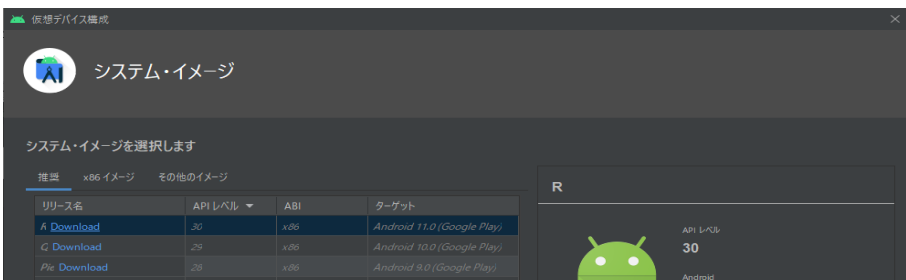 仮想デバイス構成
システム・イメージ
システム・イメージを選択します
推奨 x86 イメージ その他のイメージ
リリース名 API レベル ABI ターゲット
R Download 30 x86 Android 11.0 (Google Play)
Q Download 29 x86 Android 10.0 (Google Play)
Pie Download 28 x86 Android 9.0 (Google Play)
R
API レベル
30
Android